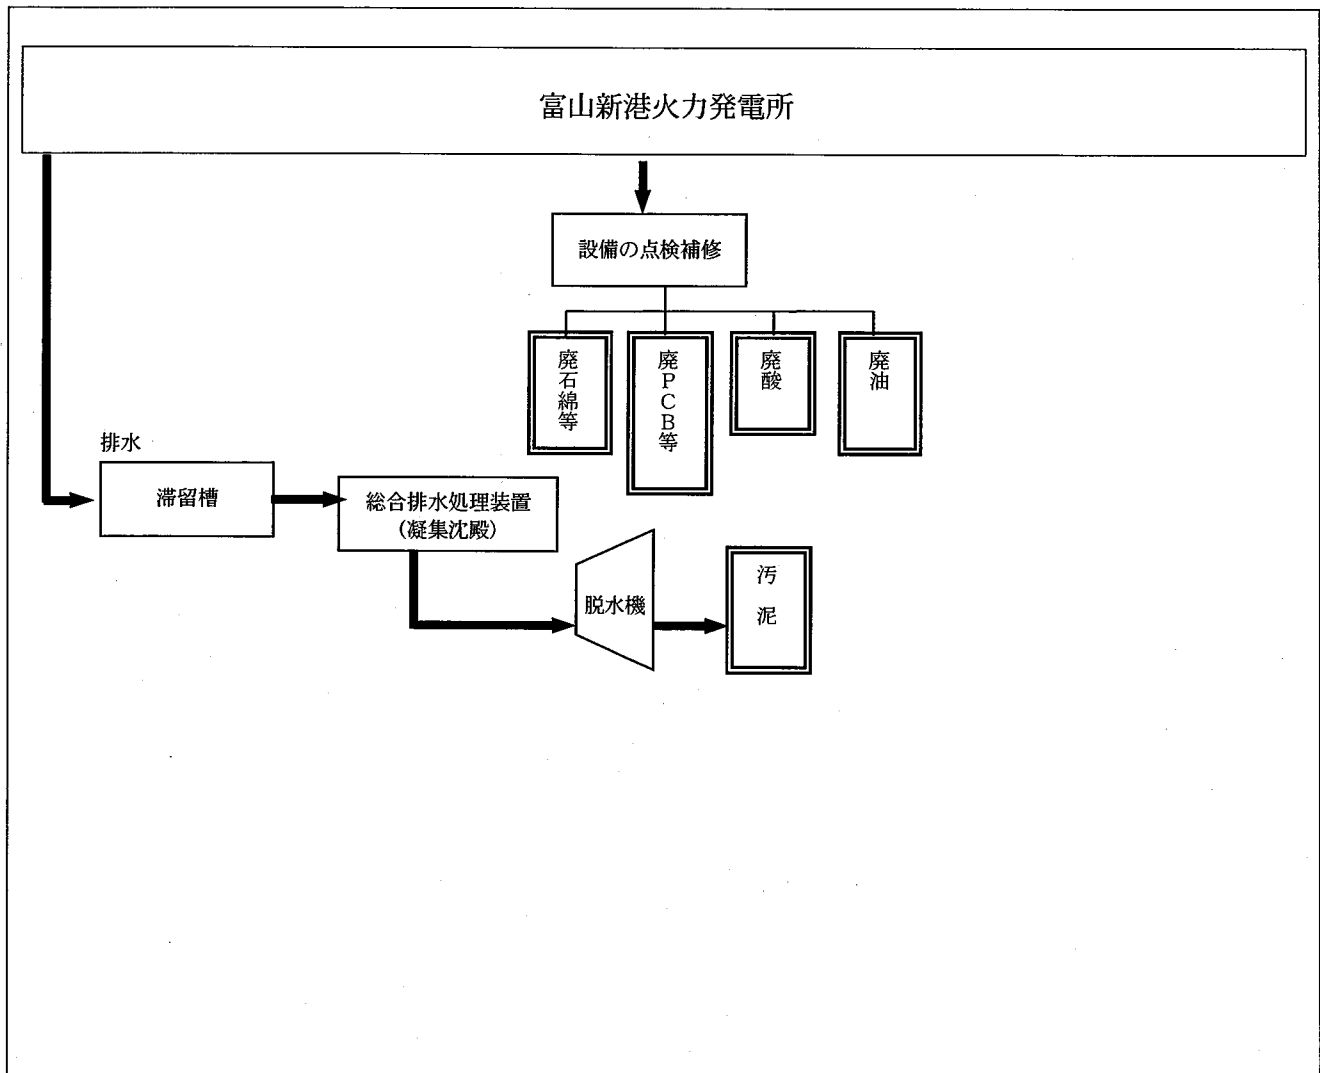 富山新港火力発電所
設備の点検補修
廃石綿等
廃PCB等
廃酸
廃油
排水
滞留槽
総合排水処理装置
(凝集沈殿)
脱水機
汚泥